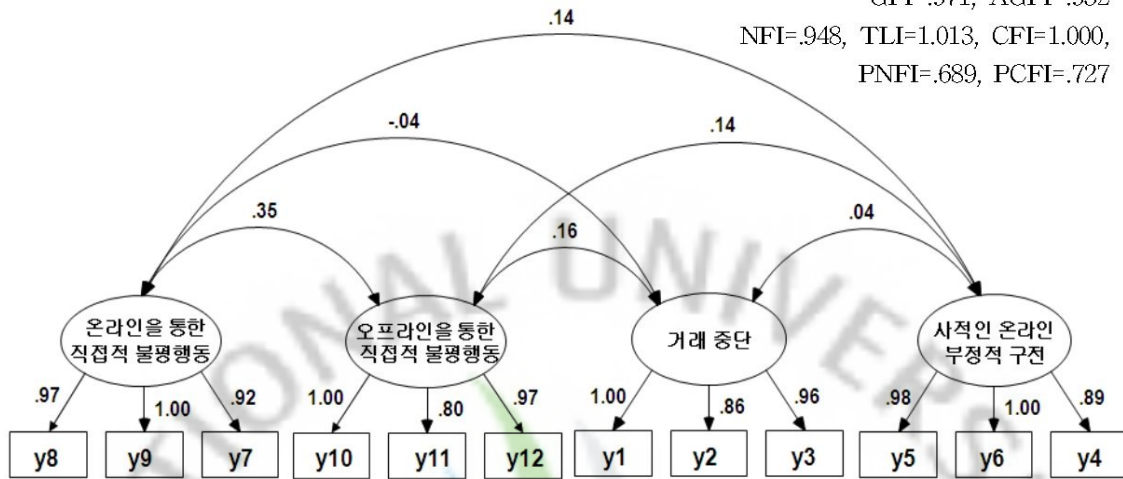 .14
NFI=.948, TLI=1.013, CFI=1.000,
PNFI=.689, PCFI=.727
-.04
.14
.35
.16
.04
온라인을 통한
직접적 불평행동
오프라인을 통한
직접적 불평행동
거래 중단
사적인 온라인
부정적 구전
.97 1.00 .92 1.00 .80 .97 1.00 .86 .96 .98 1.00 .89
y8 y9 y7 y10 y11 y12 y1 y2 y3 y5 y6 y4
TIONAL UNIVERS